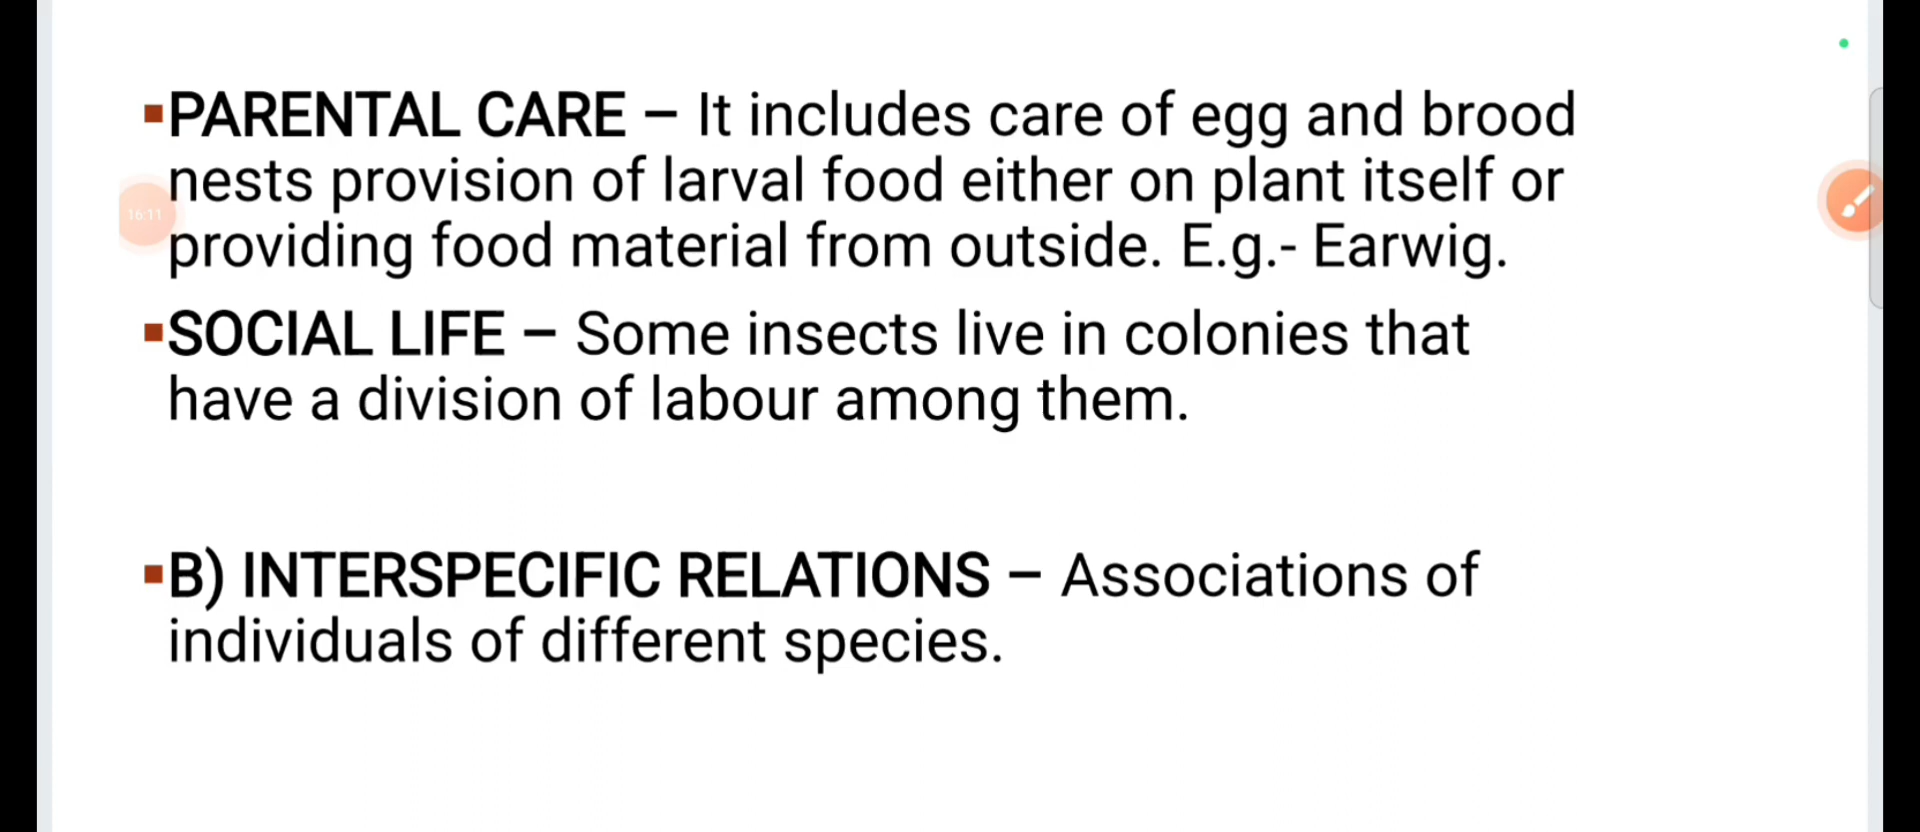 ▪PARENTAL CARE – It includes care of egg and brood
nests provision of larval food either on plant itself or
16:11
providing food material from outside. E.g.- Earwig.
▪SOCIAL LIFE – Some insects live in colonies that
have a division of labour among them.
▪B) INTERSPECIFIC RELATIONS – Associations of
individuals of different species.